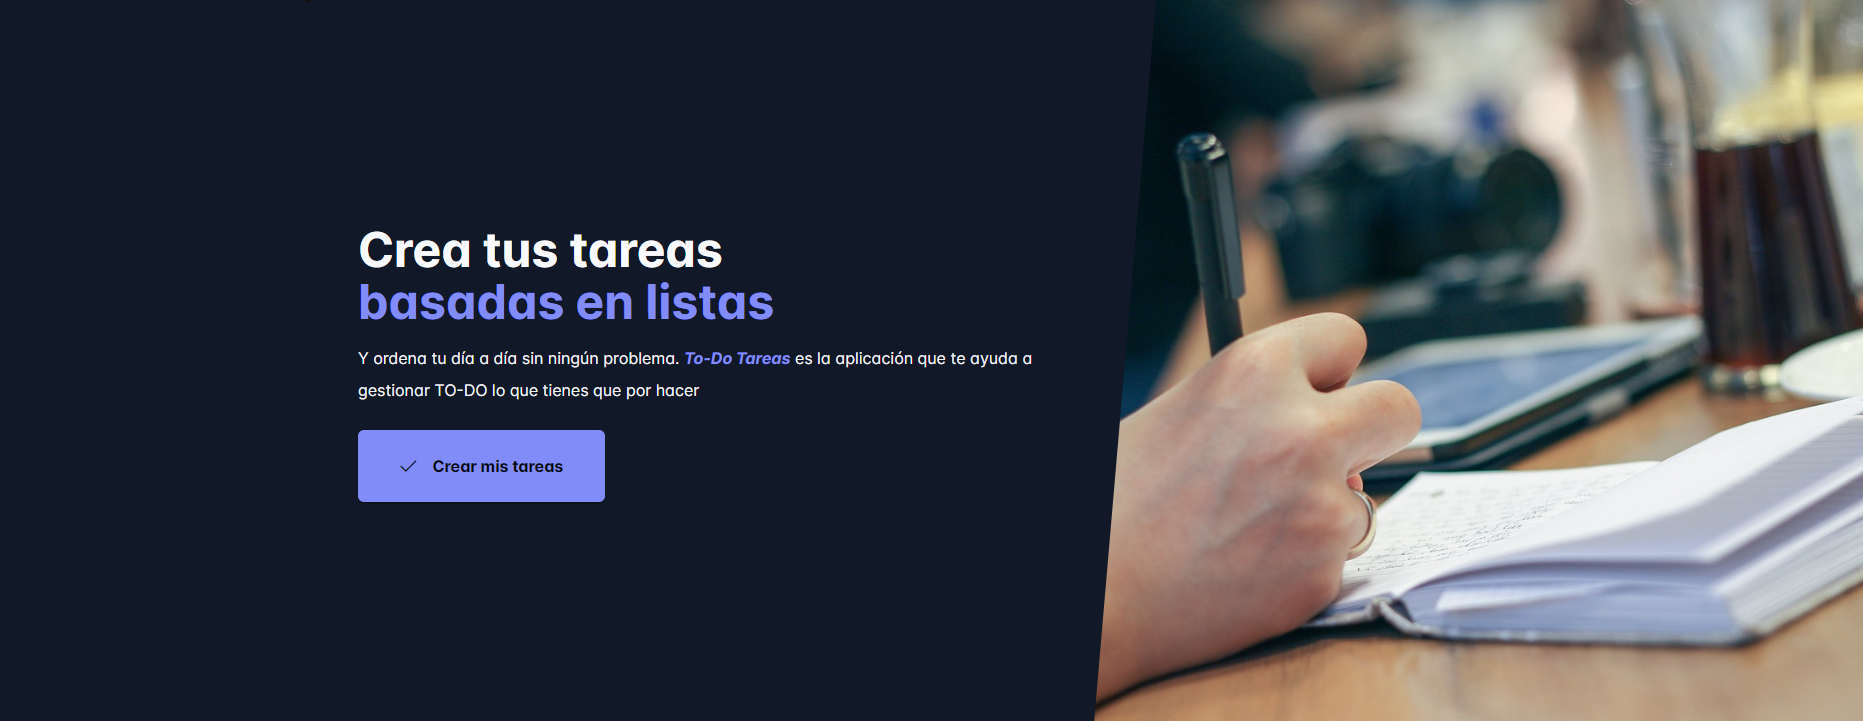 Crea tus tareas
basadas en listas
Y ordena tu día a día sin ningún problema. To-Do Tareas es la aplicación que te ayuda a
gestionar TO-DO lo que tienes que por hacer
Crear mis tareas